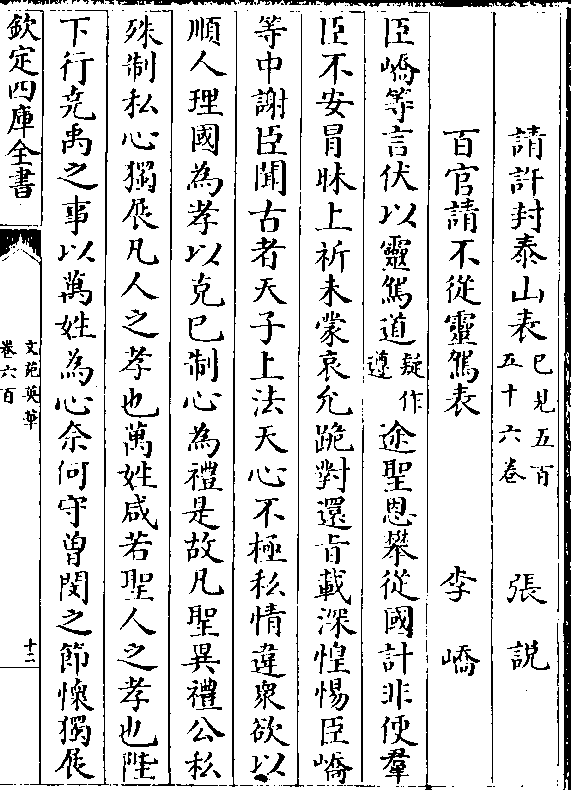 請許封泰山表已見五百五十六卷 張說
百官請不從靈駕表 李嶠
臣嶠等言伏以靈駕道疑作遵途聖恩攀從國計非便羣
臣不安冒昧上祈未蒙哀允跪對還旨載深惶惕臣嶠
等中謝臣聞古者天子上法天心不極私情違衆欲以
順人理國為孝以克己制心為禮是故凡聖異禮公私
殊制私心獨展凡人之孝也萬姓咸若聖人之孝也陛
下行堯禹之事以萬姓為心奈何守曾閔之節懷獨展
欽定四庫全書
文苑英華
卷六百
十二